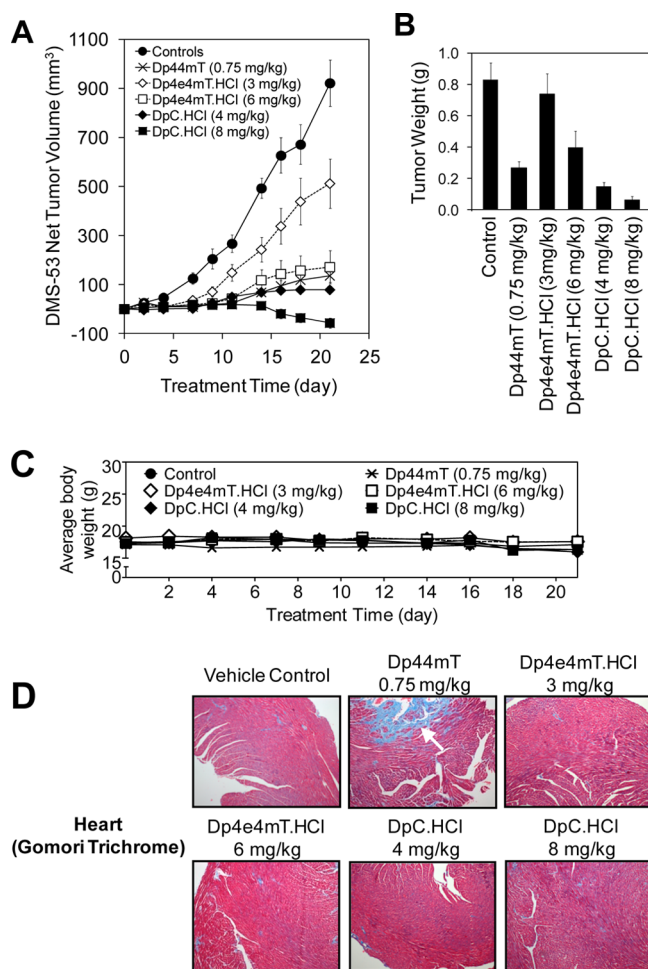 A
DMS-53 Net Tumor Volume (mm³)
1100
900
700
500
300
100
-100
Controls
Dp44mT (0.75 mg/kg)
Dp4e4mT.HCl (3 mg/kg)
Dp4e4mT.HCl (6 mg/kg)
DpC.HCl (4 mg/kg)
DpC.HCl (8 mg/kg)
0 5 10 15 20 25
Treatment Time (day)
B
Tumor Weight (g)
1.0
0.8
0.6
0.4
0.2
0.0
Control
Dp44mT (0.75 mg/kg)
Dp4e4mT.HCl (3mg/kg)
Dp4e4mT.HCl (6 mg/kg)
DpC.HCl (4 mg/kg)
DpC.HCl (8 mg/kg)
C
Average body
weight (g)
30
20
15
0
Control
Dp44mT (0.75 mg/kg)
Dp4e4mT.HCl (3 mg/kg)
Dp4e4mT.HCl (6 mg/kg)
DpC.HCl (4 mg/kg)
DpC.HCl (8 mg/kg)
2 4 6 8 10 12 14 16 18 20
Treatment Time (day)
D
Heart
(Gomori Trichrome)
Vehicle Control
Dp44mT
0.75 mg/kg
Dp4e4mT.HCl
3 mg/kg
Dp4e4mT.HCl
6 mg/kg
DpC.HCl
4 mg/kg
DpC.HCl
8 mg/kg